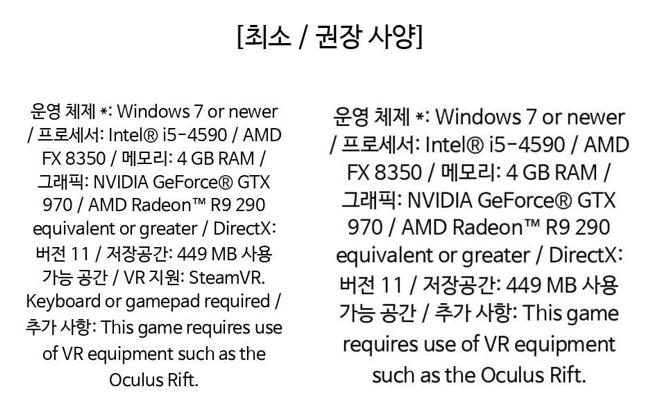 [최소 / 권장 사양]
운영 체제 *: Windows 7 or newer
/ 프로세서: Intel® i5-4590 / AMD
FX 8350 / 메모리: 4 GB RAM /
그래픽: NVIDIA GeForce® GTX
970 / AMD Radeon™ R9 290
equivalent or greater / DirectX:
버전 11 / 저장공간: 449 MB 사용
가능 공간 / VR 지원: SteamVR.
Keyboard or gamepad required /
추가 사항: This game requires use
of VR equipment such as the
Oculus Rift.
운영 체제 *: Windows 7 or newer
/ 프로세서: Intel® i5-4590 / AMD
FX 8350 / 메모리: 4 GB RAM /
그래픽: NVIDIA GeForce® GTX
970 / AMD Radeon™ R9 290
equivalent or greater / DirectX:
버전 11 / 저장공간: 449 MB 사용
가능 공간 / 추가 사항: This game
requires use of VR equipment
such as the Oculus Rift.